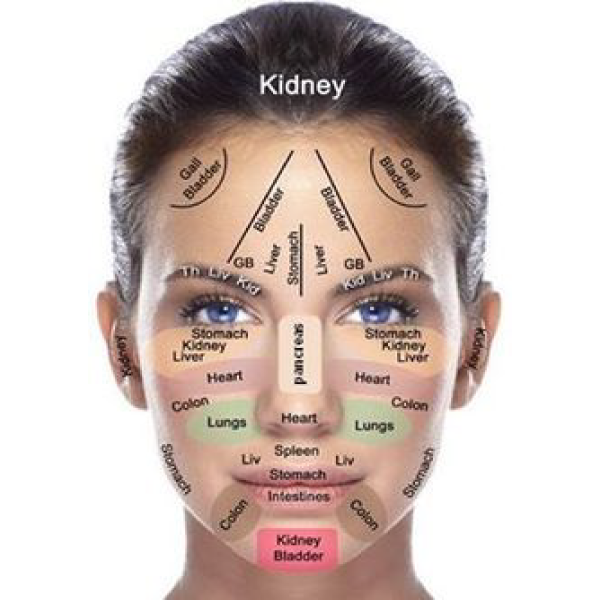 Kidney
Gall
Bladder
Gall
Bladder
Bladder
Bladder
GB
Liver
Stomach
Liver
GB
Th Liv Kid
Kid Liv Th
pancreas
Kidney
Stomach
Kidney
Liver
Stomach
Kidney
Liver
Kidney
Heart
Heart
Colon
Colon
Lungs
Heart
Lungs
Stomach
Liv
Spleen
Liv
Stomach
Stomach
Intestines
Colon
Colon
Kidney
Bladder